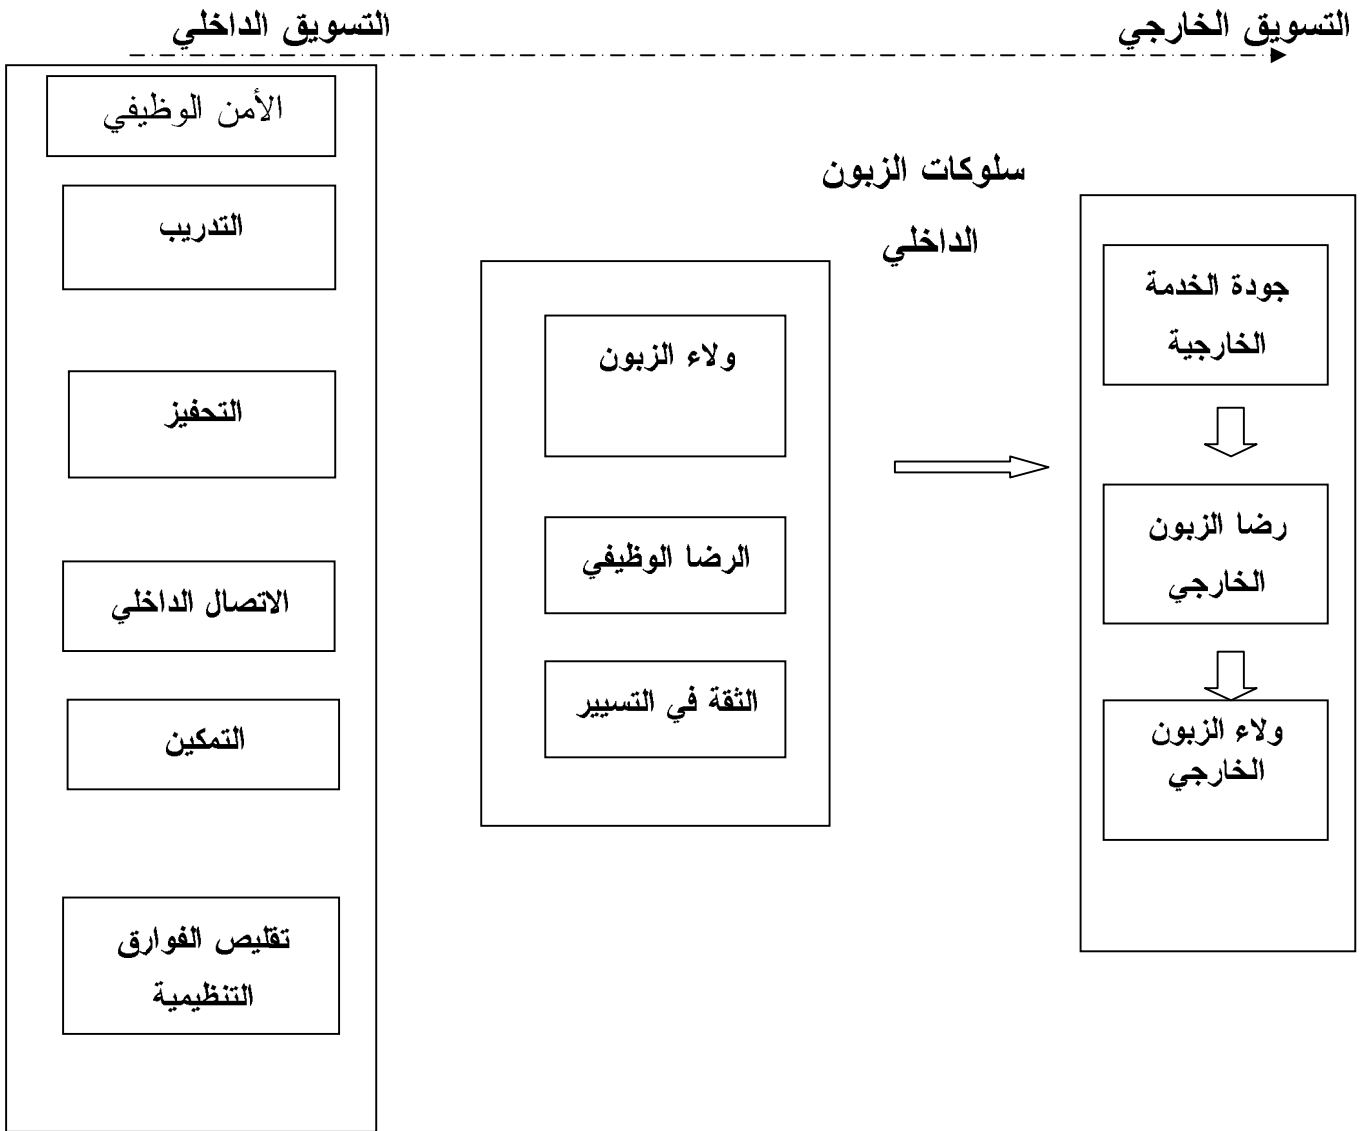 التسويق الداخلي
التسويق الخارجي
الأمن الوظيفي
التدريب
التحفيز
الاتصال الداخلي
التمكين
تقليص الفوارق
التنظيمية
سلوكات الزبون
الداخلي
ولاء الزبون
الرضا الوظيفي
الثقة في التسيير
جودة الخدمة
الخارجية
رضا الزبون
الخارجي
ولاء الزبون
الخارجي